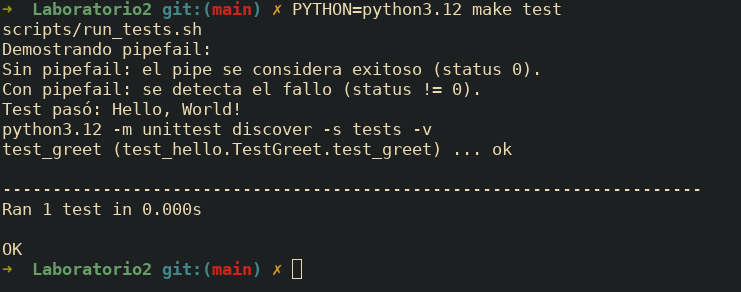 ➜  Laboratorio2 git:(main) ✗ PYTHON=python3.12 make test
scripts/run_tests.sh
Demostrando pipefail:
Sin pipefail: el pipe se considera exitoso (status 0).
Con pipefail: se detecta el fallo (status != 0).
Test pasó: Hello, World!
python3.12 -m unittest discover -s tests -v
test_greet (test_hello.TestGreet.test_greet) ... ok
----------------------------------------------------------------------
Ran 1 test in 0.000s
OK
➜  Laboratorio2 git:(main) ✗